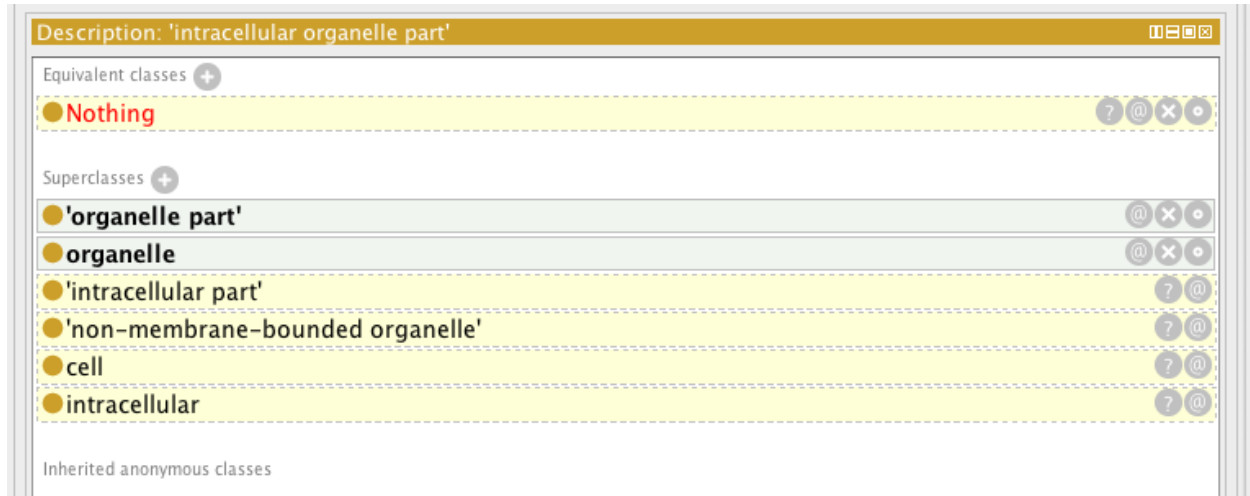 Description: 'intracellular organelle part'
Equivalent classes
Nothing
Superclasses
'organelle part'
organelle
'intracellular part'
'non-membrane-bounded organelle'
cell
intracellular
Inherited anonymous classes